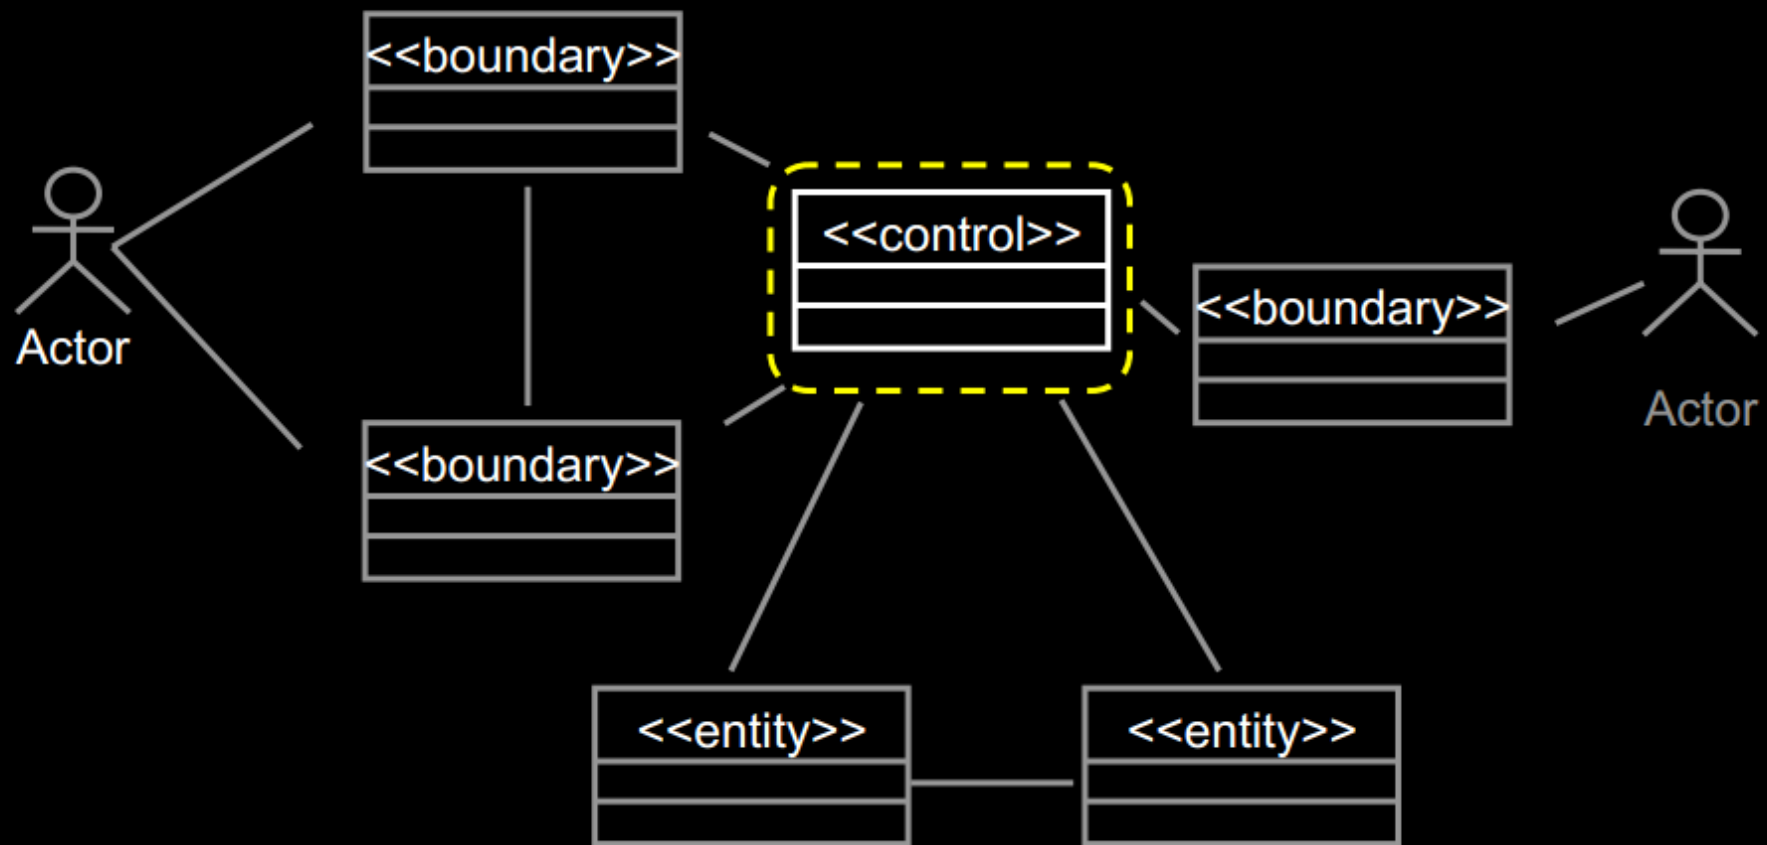 <<boundary>>
<<control>>
<<boundary>>
Actor
Actor
<<boundary>>
<<entity>>
<<entity>>